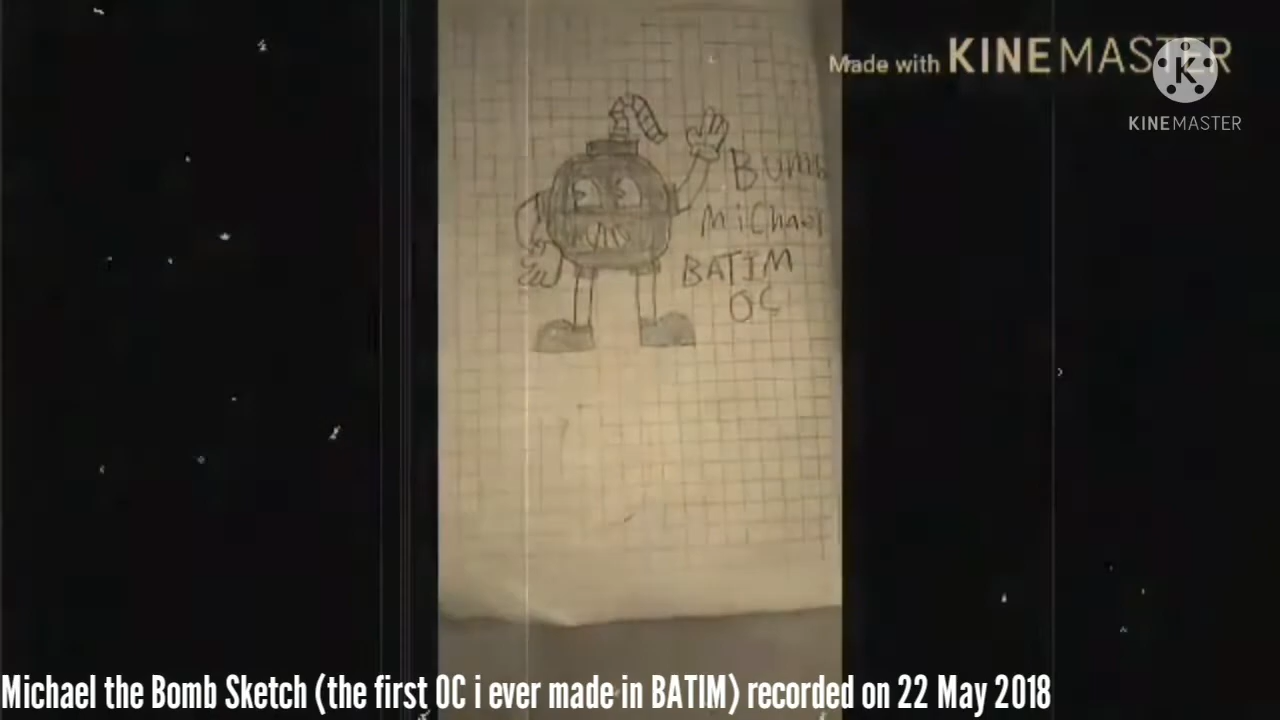 Made with KINEMASTER
K
KINEMASTER
Bumb
Michael
BATIM
OC
Michael the Bomb Sketch (the first OC i ever made in BATIM) recorded on 22 May 2018